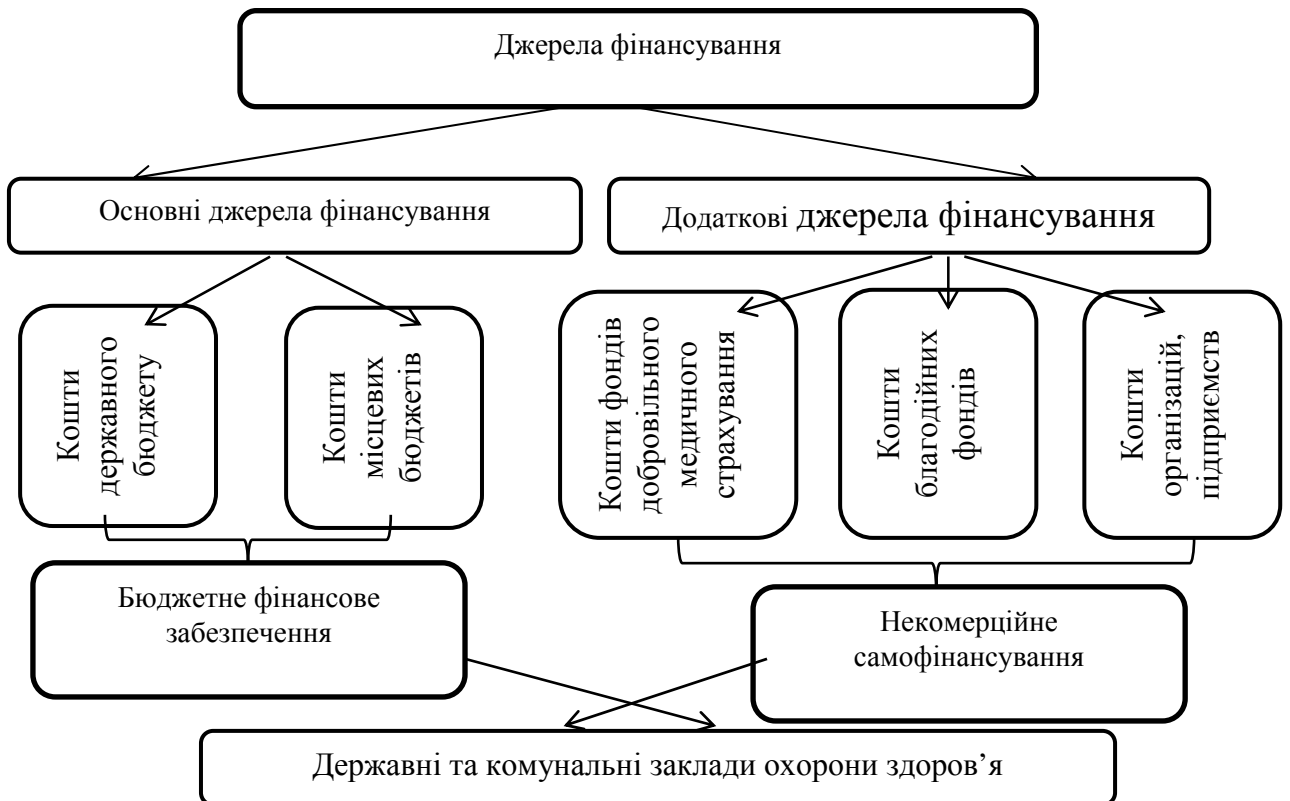 Джерела фінансування
Основні джерела фінансування
Додаткові джерела фінансування
Кошти
державного
бюджету
Кошти
місцевих
бюджетів
Кошти фондів
добровільного
медичного
страхування
Кошти
благодійних
фондів
Кошти
організацій,
підприємств
Бюджетне фінансове
забезпечення
Некомерційне
самофінансування
Державні та комунальні заклади охорони здоров’я